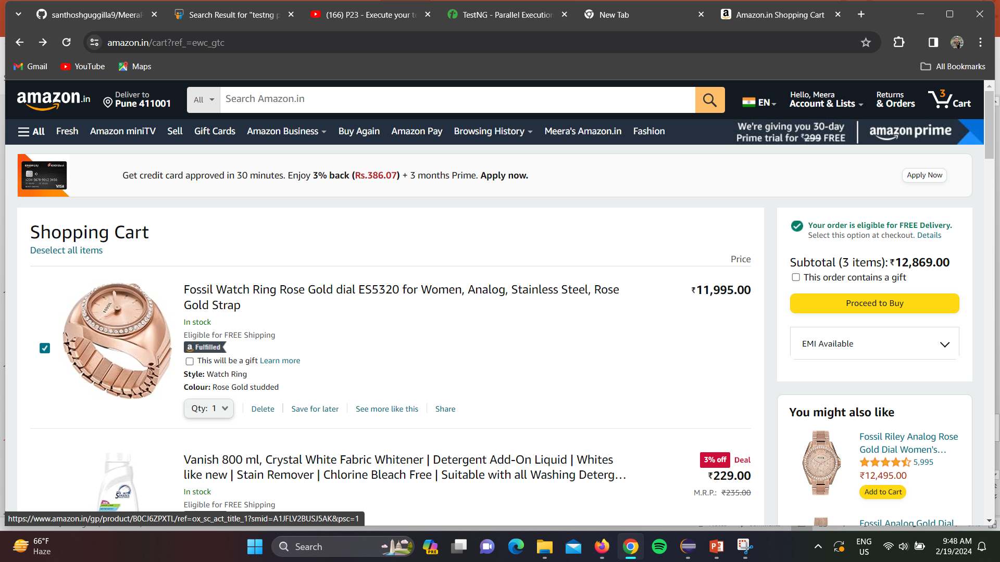 santhoshguggilla9/Meera
Search Result for "testng p
(166) P23 - Execute your te
TestNG - Parallel Execution
New Tab
Amazon.in Shopping Cart
amazon.in/cart?ref_=ewc_gtc
Gmail
YouTube
Maps
All Bookmarks
amazon.in
Deliver to
Pune 411001
All
Search Amazon.in
EN
Hello, Meera
Account & Lists
Returns
& Orders
3
Cart
All
Fresh
Amazon miniTV
Sell
Gift Cards
Amazon Business
Buy Again
Amazon Pay
Browsing History
Meera's Amazon.in
Fashion
We're giving you 30-day
Prime trial for ₹299 FREE
amazon prime
Get credit card approved in 30 minutes. Enjoy 3% back (Rs.386.07) + 3 months Prime. Apply now.
Apply Now
Shopping Cart
Deselect all items
Price
Fossil Watch Ring Rose Gold dial ES5320 for Women, Analog, Stainless Steel, Rose
Gold Strap
₹11,995.00
In stock
Eligible for FREE Shipping
a Fulfilled
This will be a gift Learn more
Style: Watch Ring
Colour: Rose Gold studded
Qty: 1
Delete
Save for later
See more like this
Share
Vanish 800 ml, Crystal White Fabric Whitener | Detergent Add-On Liquid | Whites
like new | Stain Remover | Chlorine Bleach Free | Suitable with all Washing Deterg…
3% off Deal
₹229.00
M.R.P.: ₹235.00
In stock
Eligible for FREE Shipping
Your order is eligible for FREE Delivery.
Select this option at checkout. Details
Subtotal (3 items): ₹12,869.00
This order contains a gift
Proceed to Buy
EMI Available
You might also like
Fossil Riley Analog Rose
Gold Dial Women's...
5,995
₹12,495.00
Add to Cart
Fossil Analog Gold Dial
https://www.amazon.in/gp/product/B0CJ6ZPXTL/ref=ox_sc_act_title_1?smid=A1JFLV2BUSJ5AK&psc=1
66°F
Haze
Search
PRE
ENG
US
9:48 AM
2/19/2024